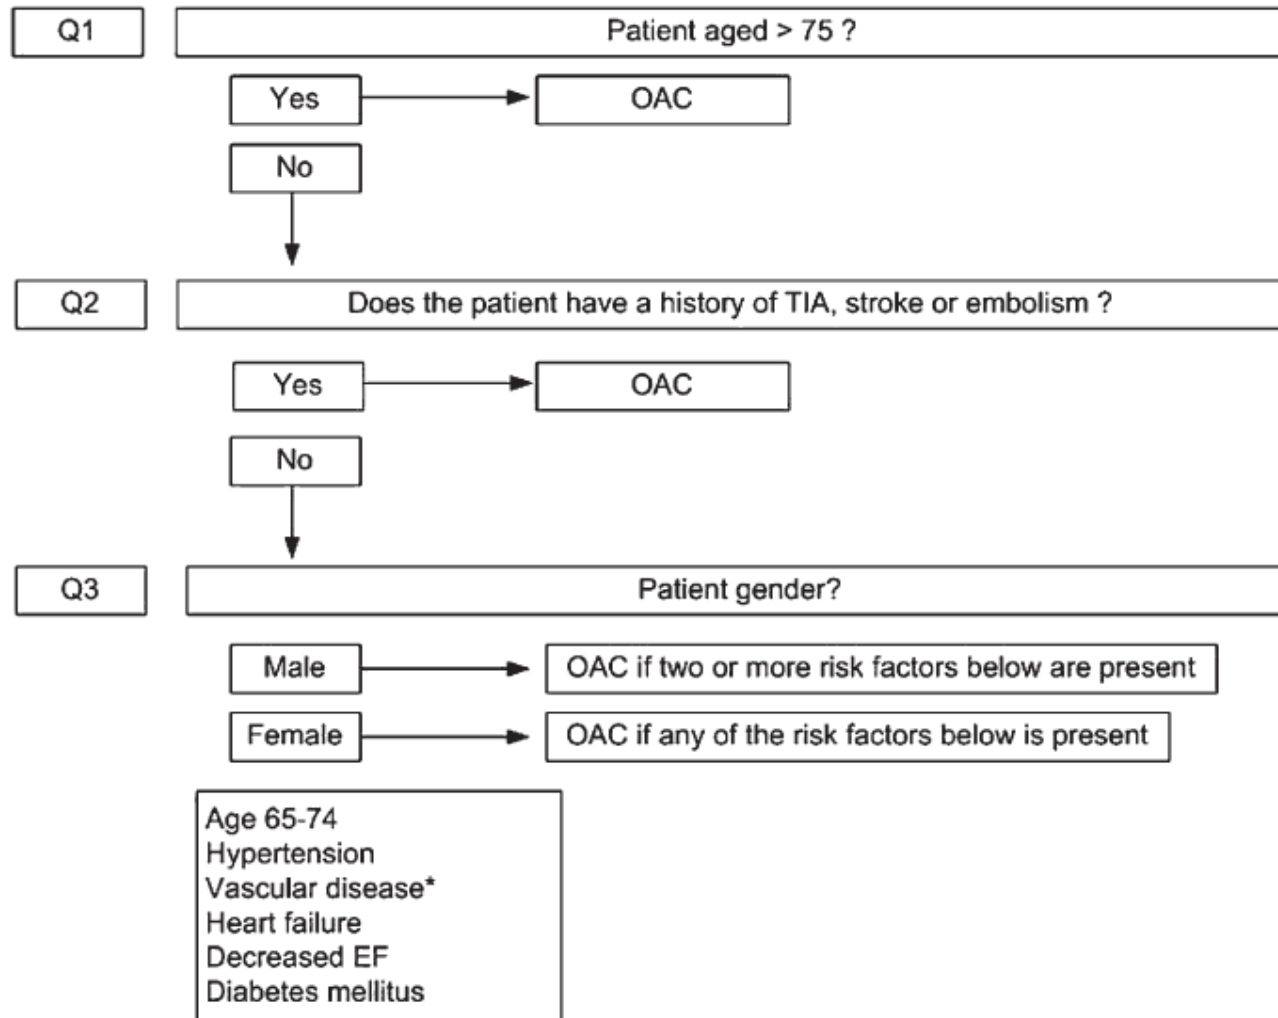 Q1
Patient aged > 75 ?
Yes
OAC
No
Q2
Does the patient have a history of TIA, stroke or embolism ?
Yes
OAC
No
Q3
Patient gender?
Male
OAC if two or more risk factors below are present
Female
OAC if any of the risk factors below is present
Age 65-74
Hypertension
Vascular disease*
Heart failure
Decreased EF
Diabetes mellitus